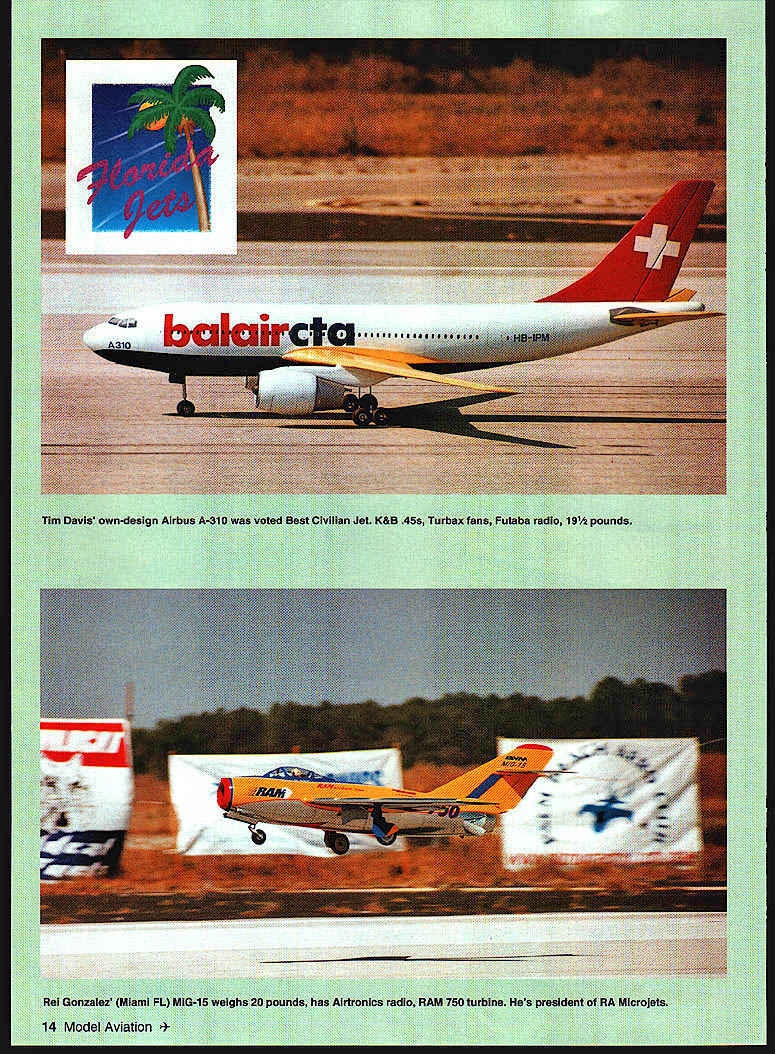 Florida
Jets
balaircta
A310
HB-IPM
Tim Davis' own-design Airbus A-310 was voted Best Civilian Jet. K&B .45s, Turbax fans, Futaba radio, 19½ pounds.
MIG-15
RAM
RAM
Rei Gonzalez' (Miami FL) MiG-15 weighs 20 pounds, has Airtronics radio, RAM 750 turbine. He's president of RA Microjets.
14 Model Aviation